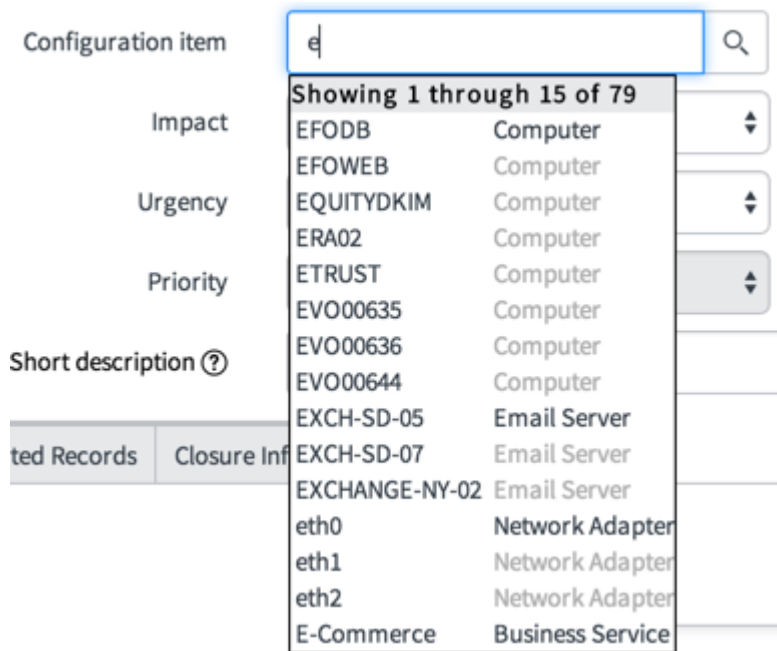 Configuration item e
Showing 1 through 15 of 79
Impact
EFODB Computer
EFOWEB Computer
Urgency
EQUITYDKIM Computer
ERA02 Computer
Priority
ETRUST Computer
EVO00635 Computer
EVO00636 Computer
Short description ?
EVO00644 Computer
EXCH-SD-05 Email Server
ted Records Closure Inf
EXCH-SD-07 Email Server
EXCHANGE-NY-02 Email Server
eth0 Network Adapter
eth1 Network Adapter
eth2 Network Adapter
E-Commerce Business Service